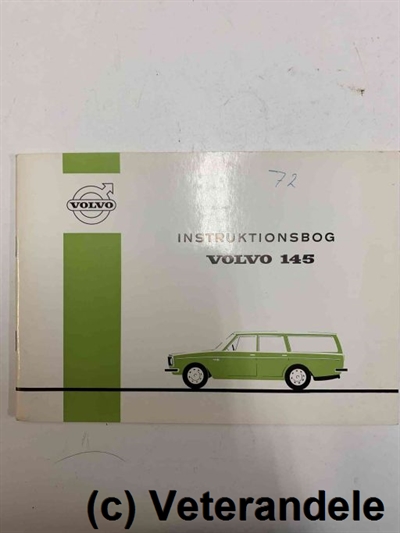 72
VOLVO
INSTRUKTIONSBOG
VOLVO 145
(c) Veterandele